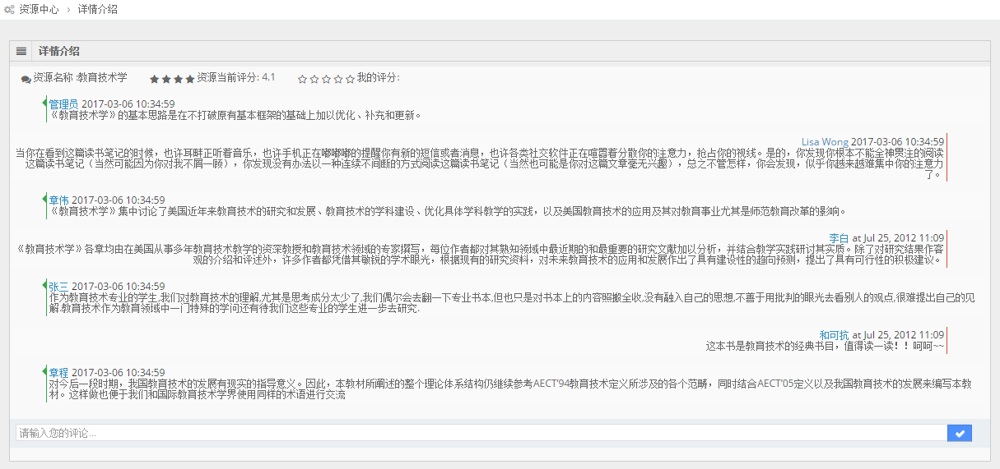 资源中心 › 详情介绍
详情介绍
资源名称 :教育技术学 资源当前评分: 4.1 我的评分:
管理员 2017-03-06 10:34:59
《教育技术学》的基本思路是在不打破原有基本框架的基础上加以优化、补充和更新。
Lisa Wong 2017-03-06 10:34:59
当你在看到这篇读书笔记的时候，也许耳畔正听着音乐，也许手机正在嘟嘟嘟的提醒你有新的短信或者消息，也许各类社交软件正在喧嚣着分散你的注意力，抢占你的视线。是的，你发现你根本不能全神贯注的阅读
这篇读书笔记（当然可能因为你对我不屑一顾），你发现没有办法以一种连续不间断的方式阅读这篇读书笔记（当然也可能是你对这篇文章毫无兴趣），总之不管怎样，你会发现，似乎你越来越难集中你的注意力
了。
章伟 2017-03-06 10:34:59
《教育技术学》集中讨论了美国近年来教育技术的研究和发展、教育技术的学科建设、优化具体学科教学的实践，以及美国教育技术的应用及其对教育事业尤其是师范教育改革的影响。
李白 at Jul 25, 2012 11:09
《教育技术学》各章均由在美国从事多年教育技术教学的资深教授和教育技术领域的专家撰写，每位作者都对其熟知领域中最近期的和最重要的研究文献加以分析，并结合教学实践研讨其实质。除了对研究结果作客
观的介绍和评述外，许多作者都凭借其敏锐的学术眼光，根据现有的研究资料，对未来教育技术的应用和发展作出了具有建设性的趋向预测，提出了具有可行性的积极建议。
张三 2017-03-06 10:34:59
作为教育技术专业的学生,我们对教育技术的理解,尤其是思考成分太少了,我们偶尔会去翻一下专业书本,但也只是对书本上的内容照搬全收,没有融入自己的思想,不善于用批判的眼光去看别人的观点,很难提出自己的见
解.教育技术作为教育领域中一门特殊的学问还有待我们这些专业的学生进一步去研究.
和可抗 at Jul 25, 2012 11:09
这本书是教育技术的经典书目，值得读一读！！呵呵~~
章程 2017-03-06 10:34:59
对今后一段时期，我国教育技术的发展有现实的指导意义。因此，本教材所阐述的整个理论体系结构仍继续参考AECT'94教育技术定义所涉及的各个范畴，同时结合AECT'05定义以及我国教育技术的发展来编写本教
材。这样做也便于我们和国际教育技术学界使用同样的术语进行交流
请输入您的评论...